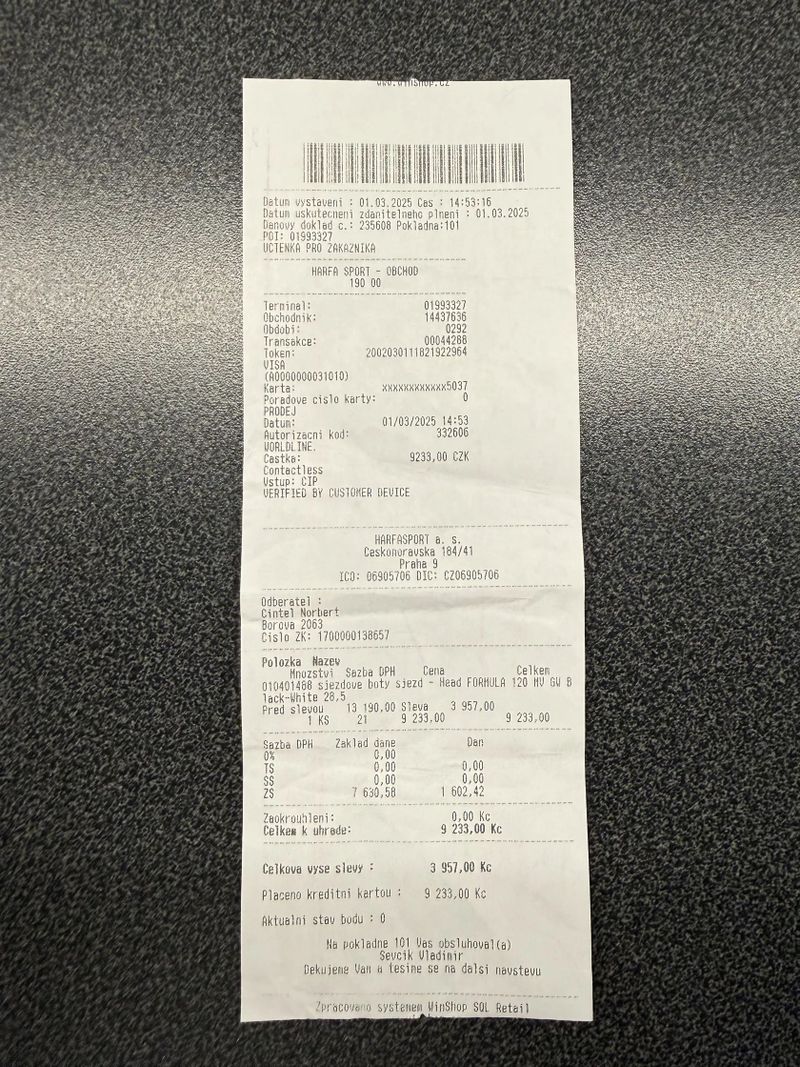 www.WinShop.CZ
Datum vystaveni : 01.03.2025 Cas : 14:53:16
Datum uskutecneni zdanitelneho plneni : 01.03.2025
Danovy doklad c.: 235608 Pokladna:101
POI: 01993327
UCTENKA PRO ZAKAZNIKA
HARFA SPORT - OBCHOD
190 00
Terminal: 01993327
Obchodnik: 14437636
Obdobi: 0292
Transakce: 00044288
Token: 2002030111821922964
VISA
(A0000000031010)
Karta: xxxxxxxxxxxx5037
Poradove cislo karty: 0
PRODEJ
Datum: 01/03/2025 14:53
Autorizacni kod: 332606
WORLDLINE.
Castka: 9233,00 CZK
Contactless
Vstup: CIP
VERIFIED BY CUSTOMER DEVICE
HARFASPORT a. s.
Ceskomoravska 184/41
Praha 9
ICO: 06905706 DIC: CZ06905706
Odberatel :
Cintel Norbert
Borova 2063
Cislo ZK: 1700000138657
Polozka Nazev
Mnozstvi Sazba DPH Cena Celkem
010401488 sjezdove boty sjezd - Head FORMULA 120 MV GW B
lack-White 28,5
Pred slevou 13 190,00 Sleva 3 957,00
1 KS 21 9 233,00 9 233,00
Sazba DPH Zaklad dane Dan
0% 0,00
TS 0,00 0,00
SS 0,00 0,00
ZS 7 630,58 1 602,42
Zaokrouhleni: 0,00 Kc
Celkem k uhrade: 9 233,00 Kc
Celkova vyse slevy : 3 957,00 Kc
Placeno kreditni kartou : 9 233,00 Kc
Aktualni stav bodu : 0
Na pokladne 101 Vas obsluhoval(a)
Sevcik Vladimir
Dekujeme Vam a tesime se na dalsi navstevu
Zpracovano systemem WinShop SQL Retail